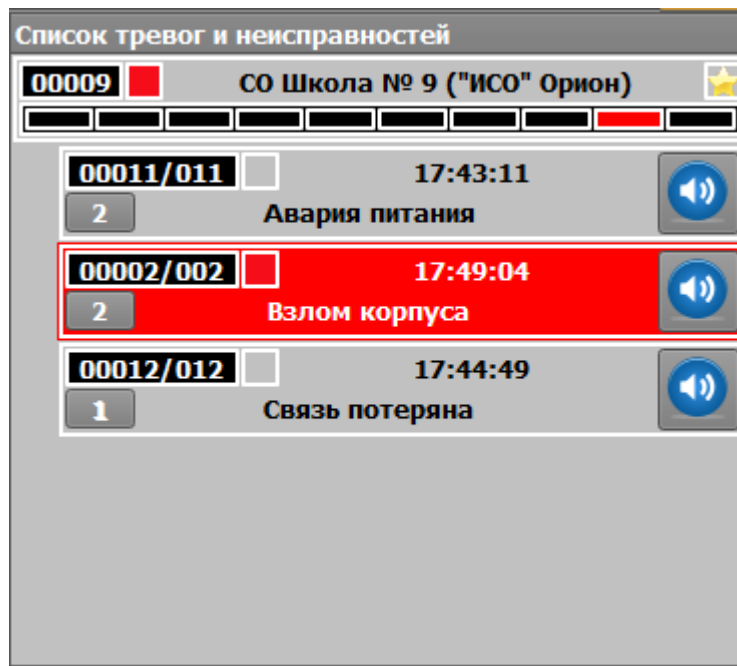 Список тревог и неисправностей
00009 СО Школа № 9 ("ИСО" Орион)
00011/011 17:43:11
2 Авария питания
00002/002 17:49:04
2 Взлом корпуса
00012/012 17:44:49
1 Связь потеряна